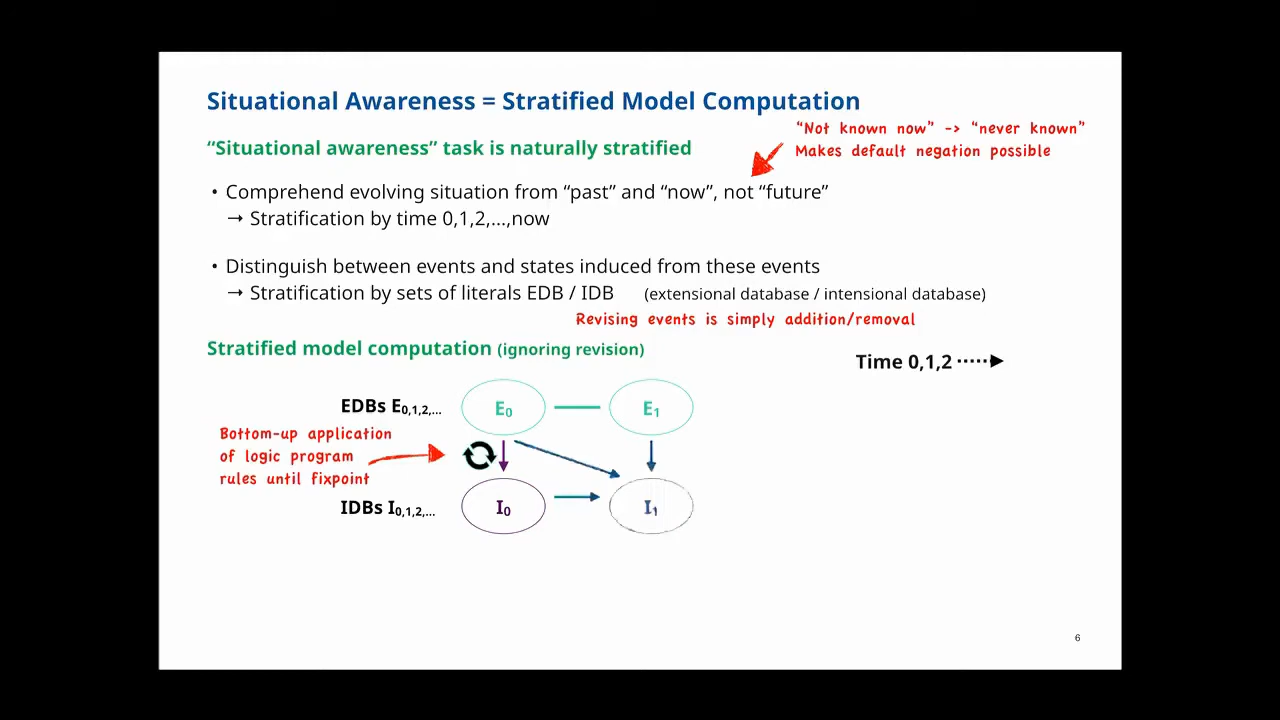 Situational Awareness = Stratified Model Computation
“Not known now” -> “never known”
Makes default negation possible
“Situational awareness” task is naturally stratified
• Comprehend evolving situation from “past” and “now”, not “future”
→ Stratification by time 0,1,2,...,now
• Distinguish between events and states induced from these events
→ Stratification by sets of literals EDB / IDB (extensional database / intensional database)
Revising events is simply addition/removal
Stratified model computation (ignoring revision)
Time 0,1,2
EDBs E0,1,2,...
E0
E1
Bottom-up application
of logic program
rules until fixpoint
IDBs I0,1,2,...
I0
I1
6